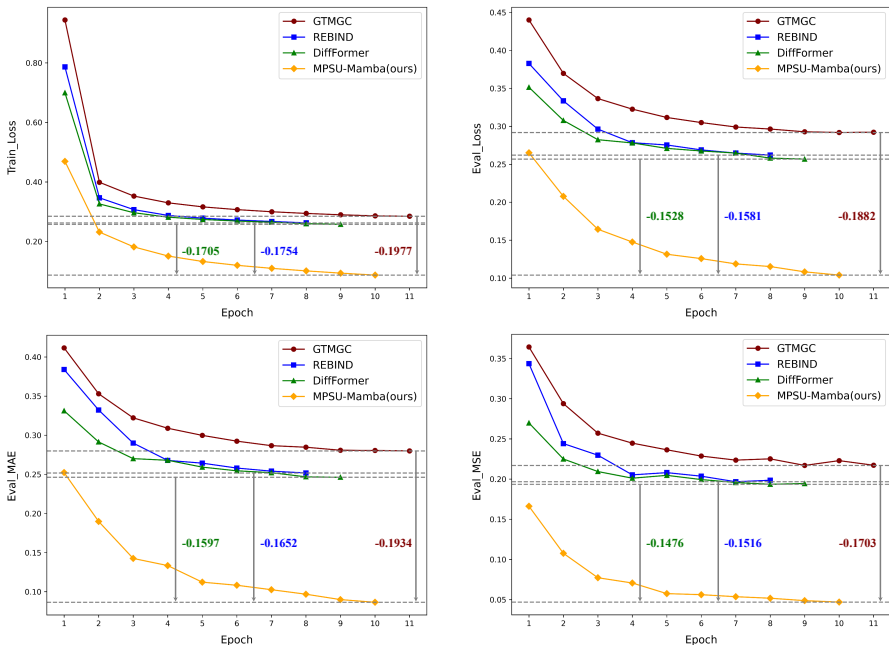 Train_Loss
0.80
0.60
0.40
0.20
GTMGC
REBIND
DiffFormer
MPSU-Mamba(ours)
-0.1705
-0.1754
-0.1977
1 2 3 4 5 6 7 8 9 10 11
Epoch
Eval_Loss
0.45
0.40
0.35
0.30
0.25
0.20
0.15
0.10
GTMGC
REBIND
DiffFormer
MPSU-Mamba(ours)
-0.1528
-0.1581
-0.1882
1 2 3 4 5 6 7 8 9 10 11
Epoch
Eval_MAE
0.40
0.35
0.30
0.25
0.20
0.15
0.10
GTMGC
REBIND
DiffFormer
MPSU-Mamba(ours)
-0.1597
-0.1652
-0.1934
1 2 3 4 5 6 7 8 9 10 11
Epoch
Eval_MSE
0.35
0.30
0.25
0.20
0.15
0.10
0.05
GTMGC
REBIND
DiffFormer
MPSU-Mamba(ours)
-0.1476
-0.1516
-0.1703
1 2 3 4 5 6 7 8 9 10 11
Epoch